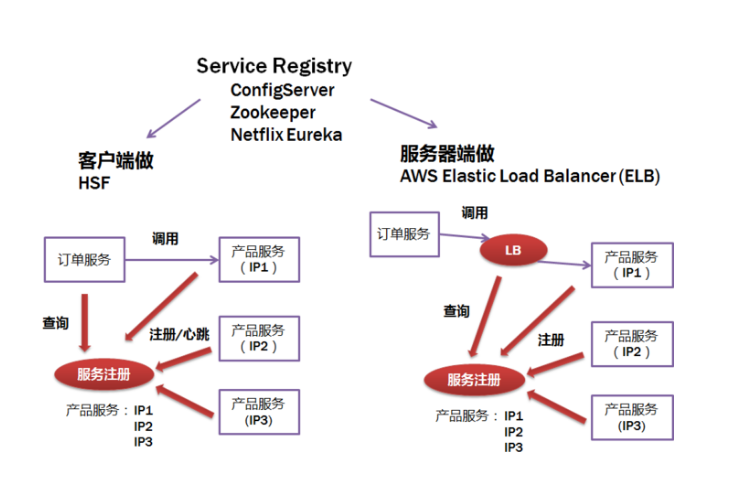 Service Registry
ConfigServer
Zookeeper
Netflix Eureka
客户端做
HSF
服务器端做
AWS Elastic Load Balancer (ELB)
订单服务
调用
产品服务
(IP1)
查询
注册/心跳
产品服务
(IP2)
服务注册
产品服务
(IP3)
产品服务： IP1
IP2
IP3
订单服务
调用
LB
产品服务
(IP1)
查询
注册
产品服务
(IP2)
服务注册
产品服务
(IP3)
产品服务： IP1
IP2
IP3